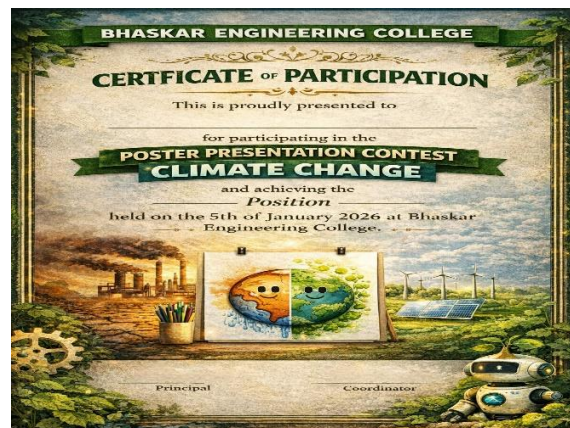 BHASKAR ENGINEERING COLLEGE
CERTFICATE OF PARTICIPATION
This is proudly presented to
for participating in the
POSTER PRESENTATION CONTEST
CLIMATE CHANGE
and achieving the
Position
held on the 5th of January 2026 at Bhaskar
Engineering College.
Principal Coordinator